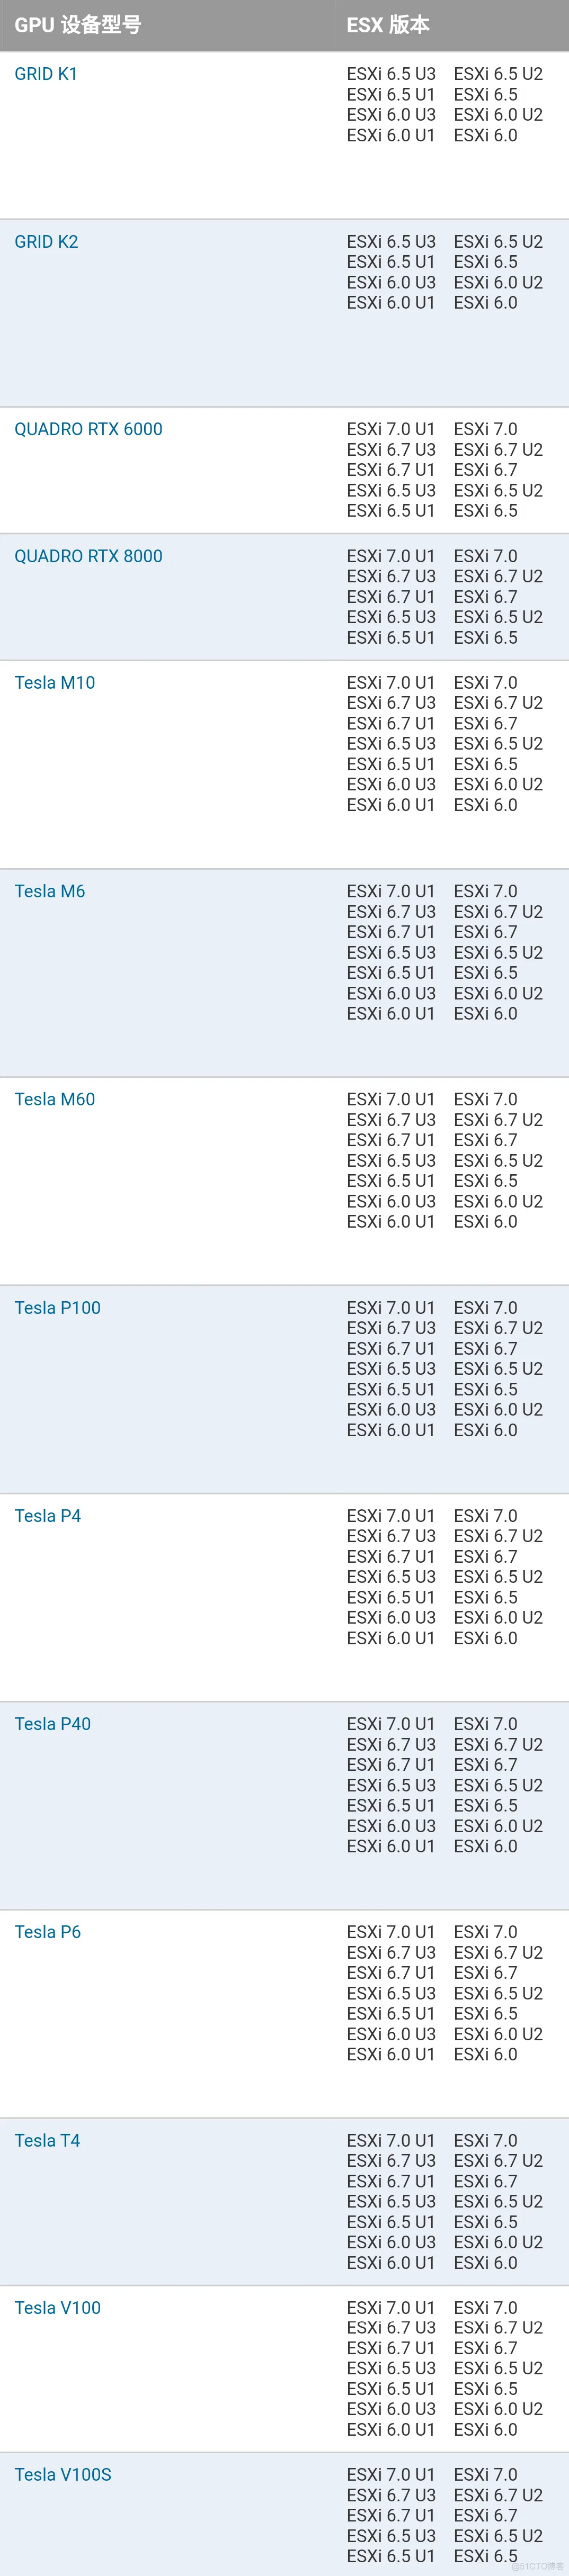 GPU 设备型号 ESX 版本
GRID K1 ESXi 6.5 U3 ESXi 6.5 U2
ESXi 6.5 U1 ESXi 6.5
ESXi 6.0 U3 ESXi 6.0 U2
ESXi 6.0 U1 ESXi 6.0
GRID K2 ESXi 6.5 U3 ESXi 6.5 U2
ESXi 6.5 U1 ESXi 6.5
ESXi 6.0 U3 ESXi 6.0 U2
ESXi 6.0 U1 ESXi 6.0
QUADRO RTX 6000 ESXi 7.0 U1 ESXi 7.0
ESXi 6.7 U3 ESXi 6.7 U2
ESXi 6.7 U1 ESXi 6.7
ESXi 6.5 U3 ESXi 6.5 U2
ESXi 6.5 U1 ESXi 6.5
QUADRO RTX 8000 ESXi 7.0 U1 ESXi 7.0
ESXi 6.7 U3 ESXi 6.7 U2
ESXi 6.7 U1 ESXi 6.7
ESXi 6.5 U3 ESXi 6.5 U2
ESXi 6.5 U1 ESXi 6.5
Tesla M10 ESXi 7.0 U1 ESXi 7.0
ESXi 6.7 U3 ESXi 6.7 U2
ESXi 6.7 U1 ESXi 6.7
ESXi 6.5 U3 ESXi 6.5 U2
ESXi 6.5 U1 ESXi 6.5
ESXi 6.0 U3 ESXi 6.0 U2
ESXi 6.0 U1 ESXi 6.0
Tesla M6 ESXi 7.0 U1 ESXi 7.0
ESXi 6.7 U3 ESXi 6.7 U2
ESXi 6.7 U1 ESXi 6.7
ESXi 6.5 U3 ESXi 6.5 U2
ESXi 6.5 U1 ESXi 6.5
ESXi 6.0 U3 ESXi 6.0 U2
ESXi 6.0 U1 ESXi 6.0
Tesla M60 ESXi 7.0 U1 ESXi 7.0
ESXi 6.7 U3 ESXi 6.7 U2
ESXi 6.7 U1 ESXi 6.7
ESXi 6.5 U3 ESXi 6.5 U2
ESXi 6.5 U1 ESXi 6.5
ESXi 6.0 U3 ESXi 6.0 U2
ESXi 6.0 U1 ESXi 6.0
Tesla P100 ESXi 7.0 U1 ESXi 7.0
ESXi 6.7 U3 ESXi 6.7 U2
ESXi 6.7 U1 ESXi 6.7
ESXi 6.5 U3 ESXi 6.5 U2
ESXi 6.5 U1 ESXi 6.5
ESXi 6.0 U3 ESXi 6.0 U2
ESXi 6.0 U1 ESXi 6.0
Tesla P4 ESXi 7.0 U1 ESXi 7.0
ESXi 6.7 U3 ESXi 6.7 U2
ESXi 6.7 U1 ESXi 6.7
ESXi 6.5 U3 ESXi 6.5 U2
ESXi 6.5 U1 ESXi 6.5
ESXi 6.0 U3 ESXi 6.0 U2
ESXi 6.0 U1 ESXi 6.0
Tesla P40 ESXi 7.0 U1 ESXi 7.0
ESXi 6.7 U3 ESXi 6.7 U2
ESXi 6.7 U1 ESXi 6.7
ESXi 6.5 U3 ESXi 6.5 U2
ESXi 6.5 U1 ESXi 6.5
ESXi 6.0 U3 ESXi 6.0 U2
ESXi 6.0 U1 ESXi 6.0
Tesla P6 ESXi 7.0 U1 ESXi 7.0
ESXi 6.7 U3 ESXi 6.7 U2
ESXi 6.7 U1 ESXi 6.7
ESXi 6.5 U3 ESXi 6.5 U2
ESXi 6.5 U1 ESXi 6.5
ESXi 6.0 U3 ESXi 6.0 U2
ESXi 6.0 U1 ESXi 6.0
Tesla T4 ESXi 7.0 U1 ESXi 7.0
ESXi 6.7 U3 ESXi 6.7 U2
ESXi 6.7 U1 ESXi 6.7
ESXi 6.5 U3 ESXi 6.5 U2
ESXi 6.5 U1 ESXi 6.5
ESXi 6.0 U3 ESXi 6.0 U2
ESXi 6.0 U1 ESXi 6.0
Tesla V100 ESXi 7.0 U1 ESXi 7.0
ESXi 6.7 U3 ESXi 6.7 U2
ESXi 6.7 U1 ESXi 6.7
ESXi 6.5 U3 ESXi 6.5 U2
ESXi 6.5 U1 ESXi 6.5
ESXi 6.0 U3 ESXi 6.0 U2
ESXi 6.0 U1 ESXi 6.0
Tesla V100S ESXi 7.0 U1 ESXi 7.0
ESXi 6.7 U3 ESXi 6.7 U2
ESXi 6.7 U1 ESXi 6.7
ESXi 6.5 U3 ESXi 6.5 U2
ESXi 6.5 U1 ESXi 6.5
@51CTO博客